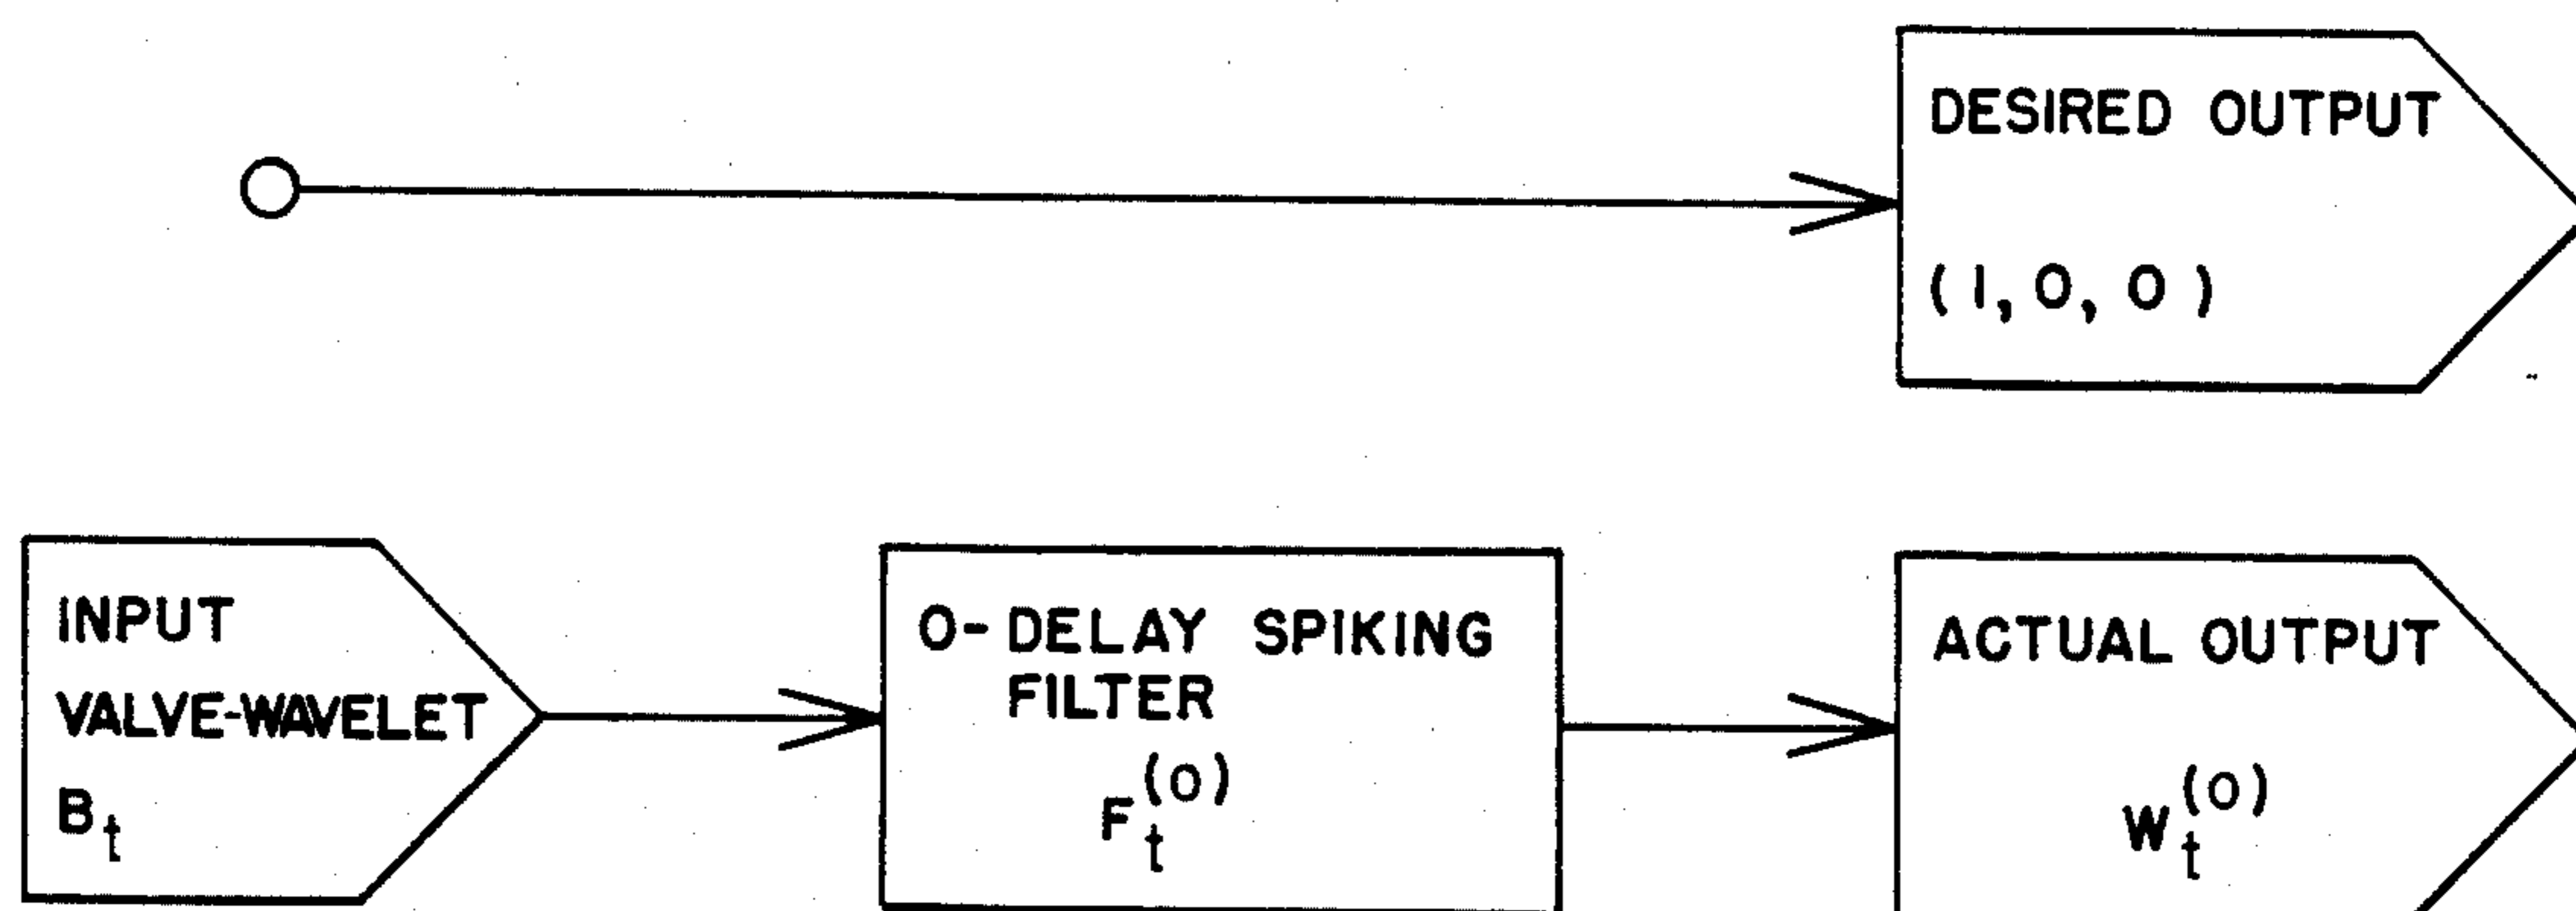 DESIRED OUTPUT
(1, 0, 0)
INPUT
VALVE-WAVELET
B_t
0-DELAY SPIKING
FILTER
F_t^(0)
ACTUAL OUTPUT
W_t^(0)